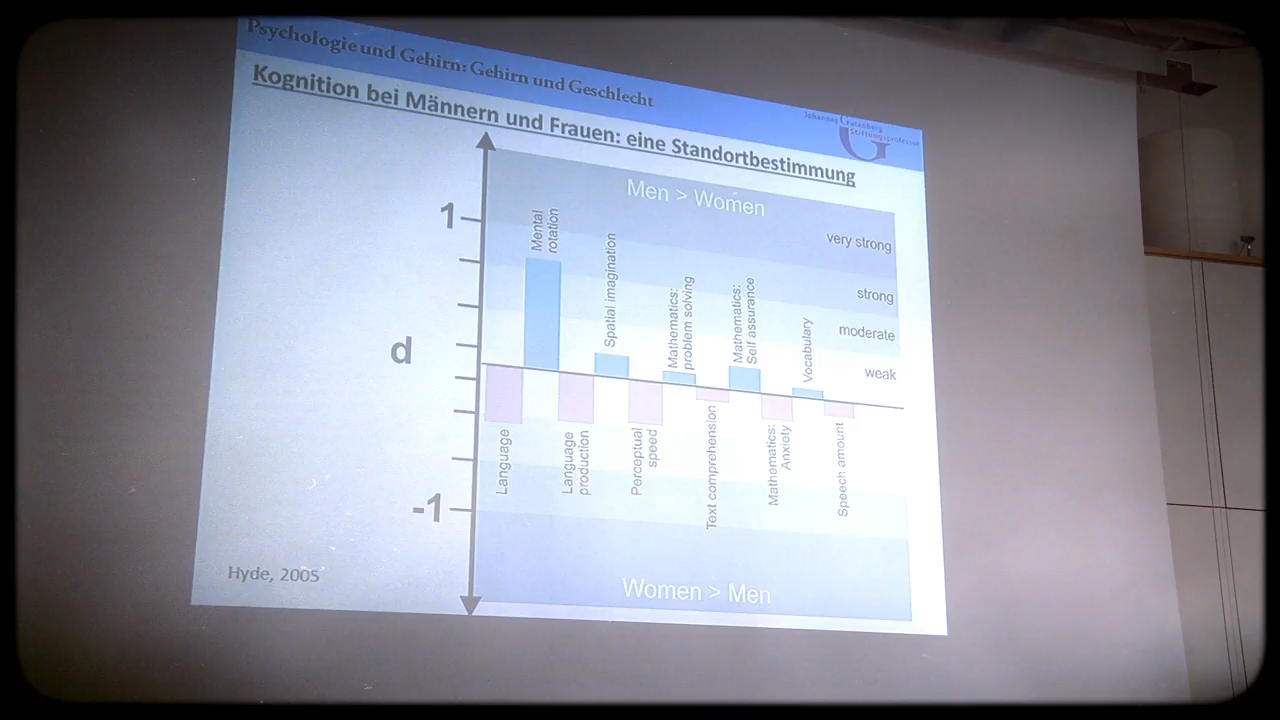 Psychologie und Gehirn: Gehirn und Geschlecht
Johannes Gutenberg
Stiftungsprofessur
Kognition bei Männern und Frauen: eine Standortbestimmung
Men > Women
1
d
-1
very strong
strong
moderate
weak
Mental
rotation
Spatial imagination
Mathematics:
problem solving
Mathematics:
Self assurance
Vocabulary
Language
Language
production
Perceptual
speed
Text comprehension
Mathematics:
Anxiety
Speech amount
Women > Men
Hyde, 2005